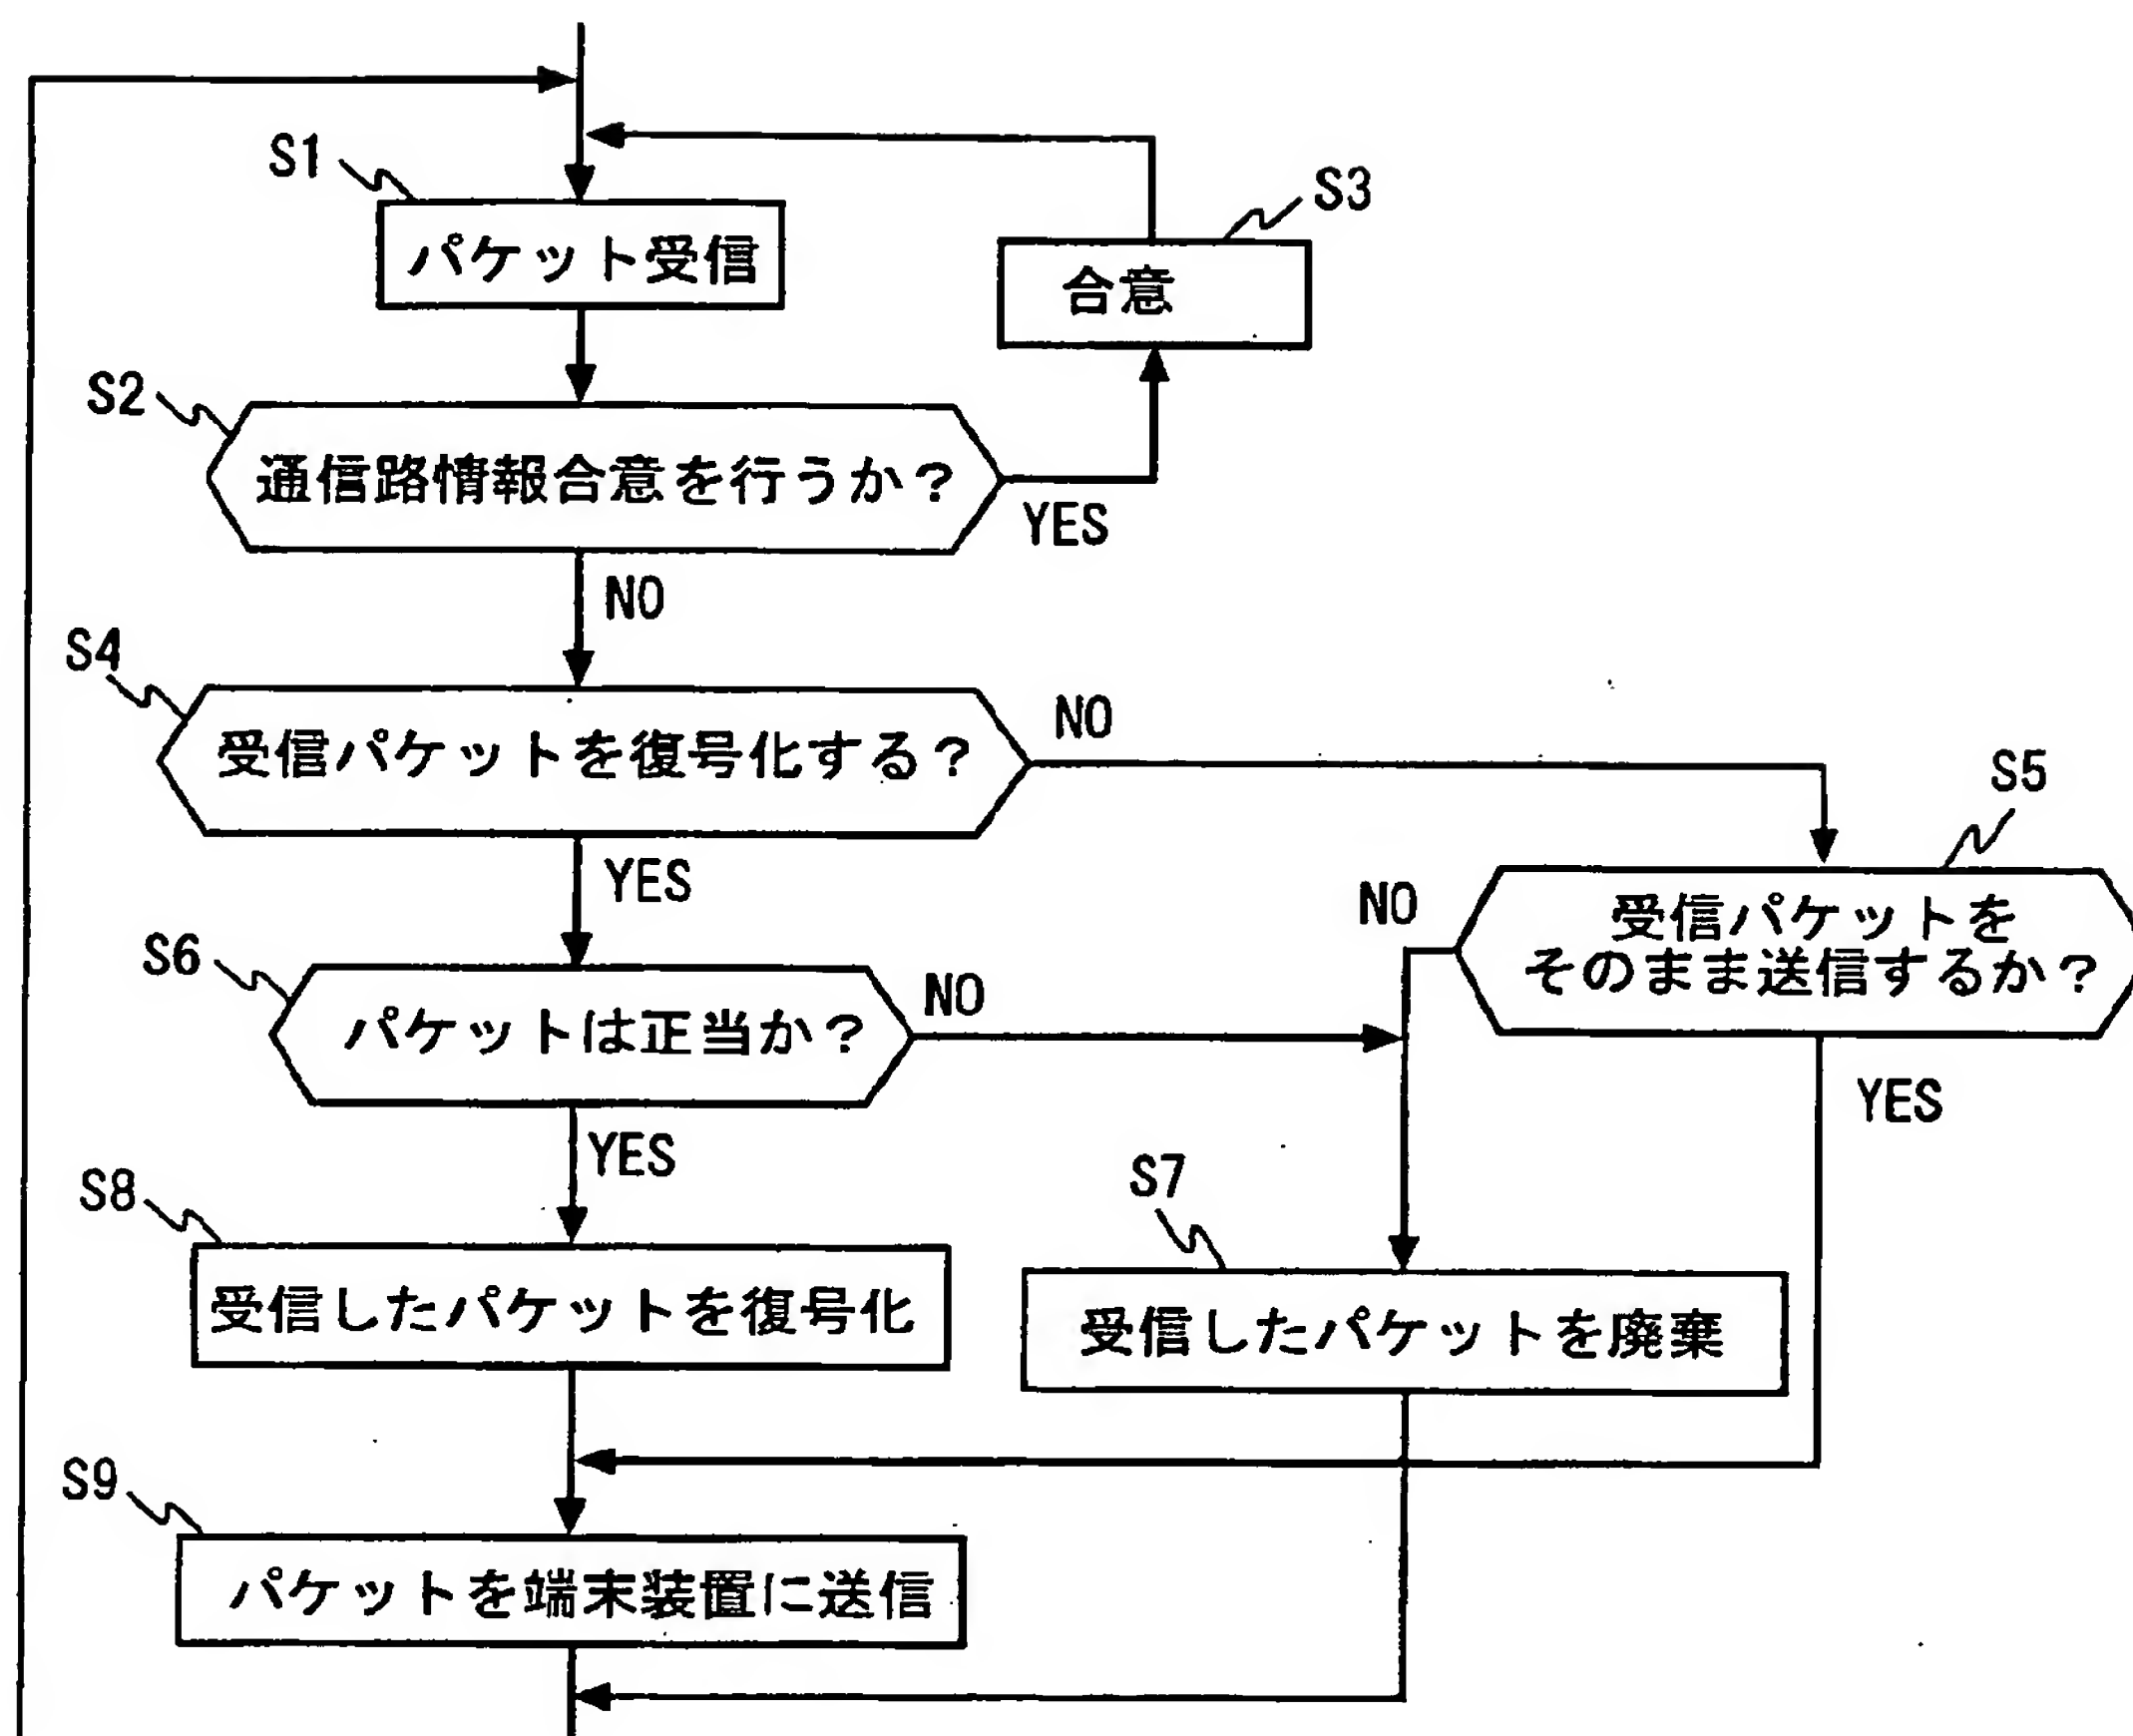 S1
パケット受信
S3
合意
S2
通信路情報合意を行うか?
YES
NO
S4
受信パケットを復号化する?
NO
S5
YES
NO
受信パケットを
そのまま送信するか?
S6
パケットは正当か?
NO
YES
YES
S8
S7
受信したパケットを復号化
受信したパケットを廃棄
S9
パケットを端末装置に送信